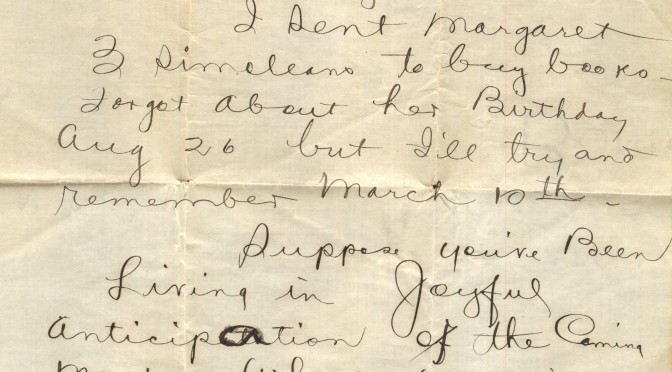 I sent Margaret
3 Simoleans to buy books -
Forgot About her Birthday
Aug 26 but I'll try and
remember March 10th -
Suppose you've Been
Living in Joyful
Anticipation of the Coming